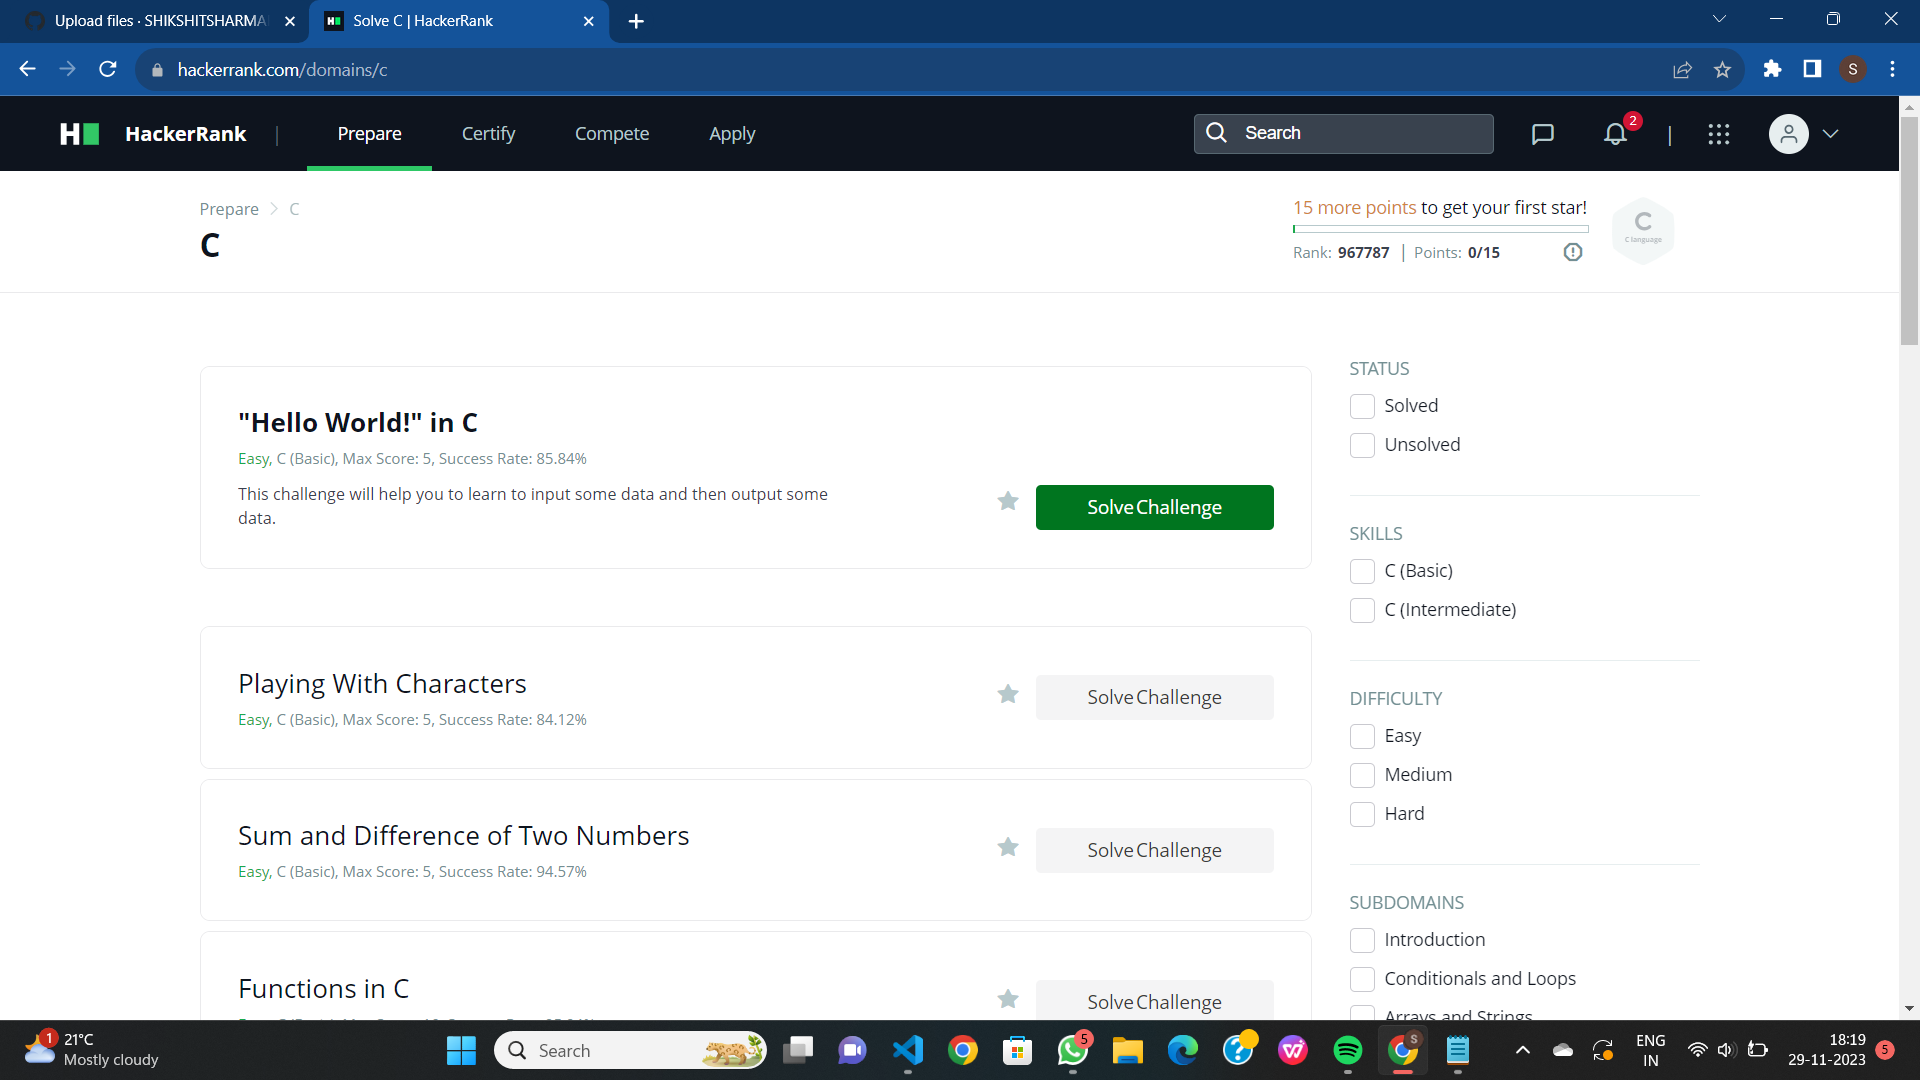 Upload files · SHIKSHITSHARMA
Solve C | HackerRank
hackerrank.com/domains/c
S
HackerRank
Prepare
Certify
Compete
Apply
Search
2
Prepare > C
C
15 more points to get your first star!
Rank: 967787 | Points: 0/15
C
C language
"Hello World!" in C
Easy, C (Basic), Max Score: 5, Success Rate: 85.84%
This challenge will help you to learn to input some data and then output some
data.
Solve Challenge
Playing With Characters
Easy, C (Basic), Max Score: 5, Success Rate: 84.12%
Solve Challenge
Sum and Difference of Two Numbers
Easy, C (Basic), Max Score: 5, Success Rate: 94.57%
Solve Challenge
Functions in C
Solve Challenge
STATUS
Solved
Unsolved
SKILLS
C (Basic)
C (Intermediate)
DIFFICULTY
Easy
Medium
Hard
SUBDOMAINS
Introduction
Conditionals and Loops
Arrays and Strings
1
21°C
Mostly cloudy
Search
5
S
ENG
IN
18:19
29-11-2023
5